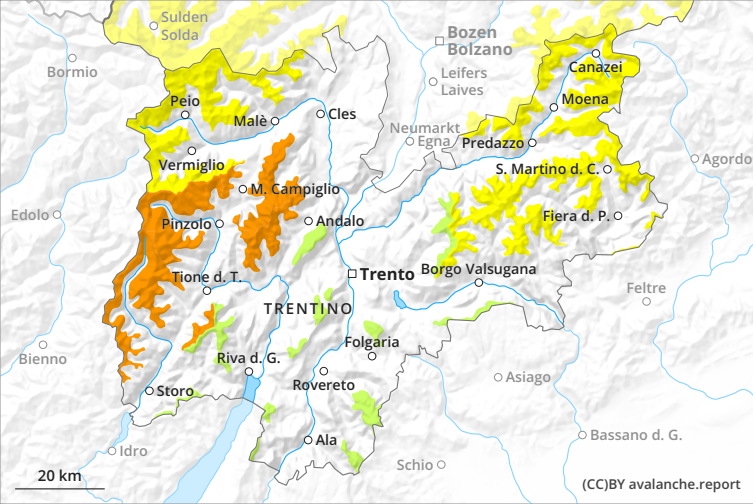 Sulden
Solda
Bozen
Bolzano
Bormio
Canazei
Leifers
Laives
Peio
Moena
Malè
Cles
Neumarkt
Egna
Predazzo
Vermiglio
Agordo
S. Martino d. C.
M. Campiglio
Edolo
Pinzolo
Andalo
Fiera d. P.
Trento
Borgo Valsugana
Tione d. T.
Feltre
TRENTINO
Folgaria
Bienno
Riva d. G.
Rovereto
Asiago
Storo
Ala
Bassano d. G.
Idro
Schio
20 km
(CC)BY avalanche.report